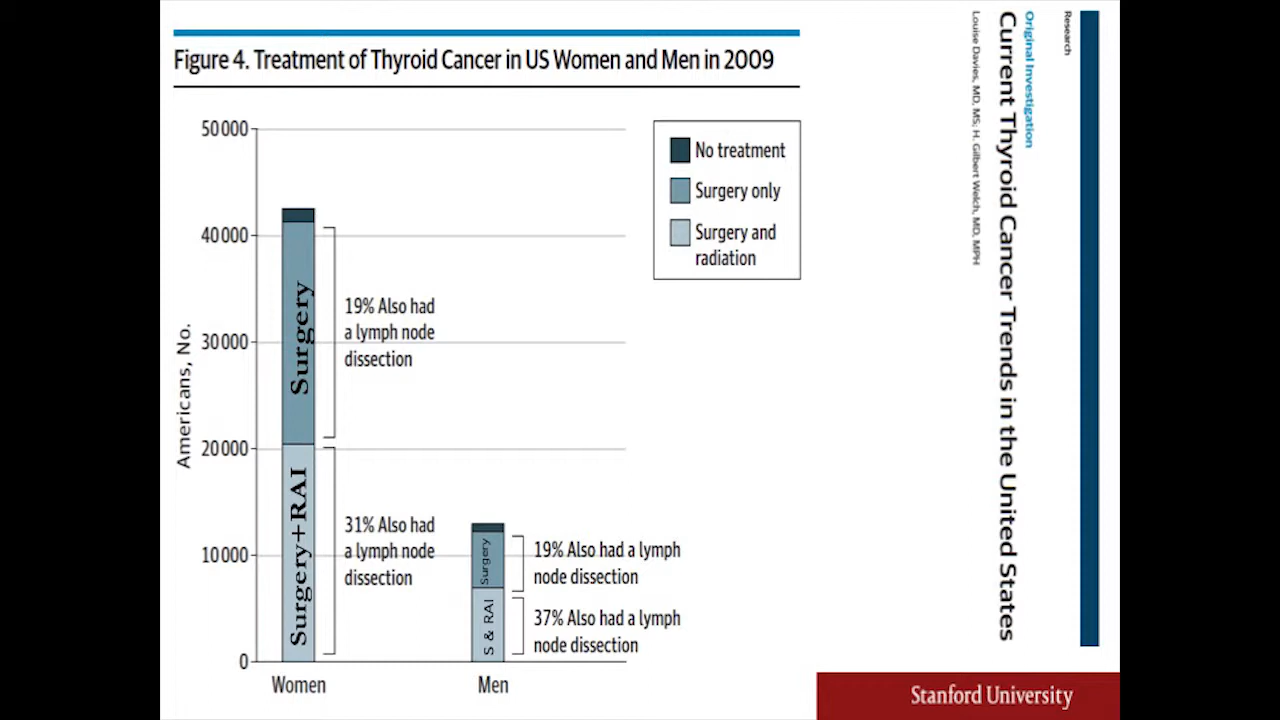 Figure 4. Treatment of Thyroid Cancer in US Women and Men in 2009
50000
40000
30000
20000
10000
0
Americans, No.
No treatment
Surgery only
Surgery and
radiation
Surgery
Surgery+RAI
19% Also had
a lymph node
dissection
31% Also had
a lymph node
dissection
Surgery
S & RAI
19% Also had a lymph
node dissection
37% Also had a lymph
node dissection
Women
Men
Research
Original Investigation
Current Thyroid Cancer Trends in the United States
Louise Davies, MD, MS; H. Gilbert Welch, MD, MPH
Stanford University